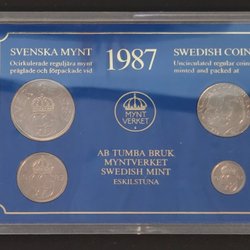 SVENSKA MYNT
Ocirkulerade reguljära mynt
präglade och förpackade vid
1987
SWEDISH COIN
Uncirculated regular coins
minted and packed at
MYNT
VERKET
AB TUMBA BRUK
MYNTVERKET
SWEDISH MINT
ESKILSTUNA